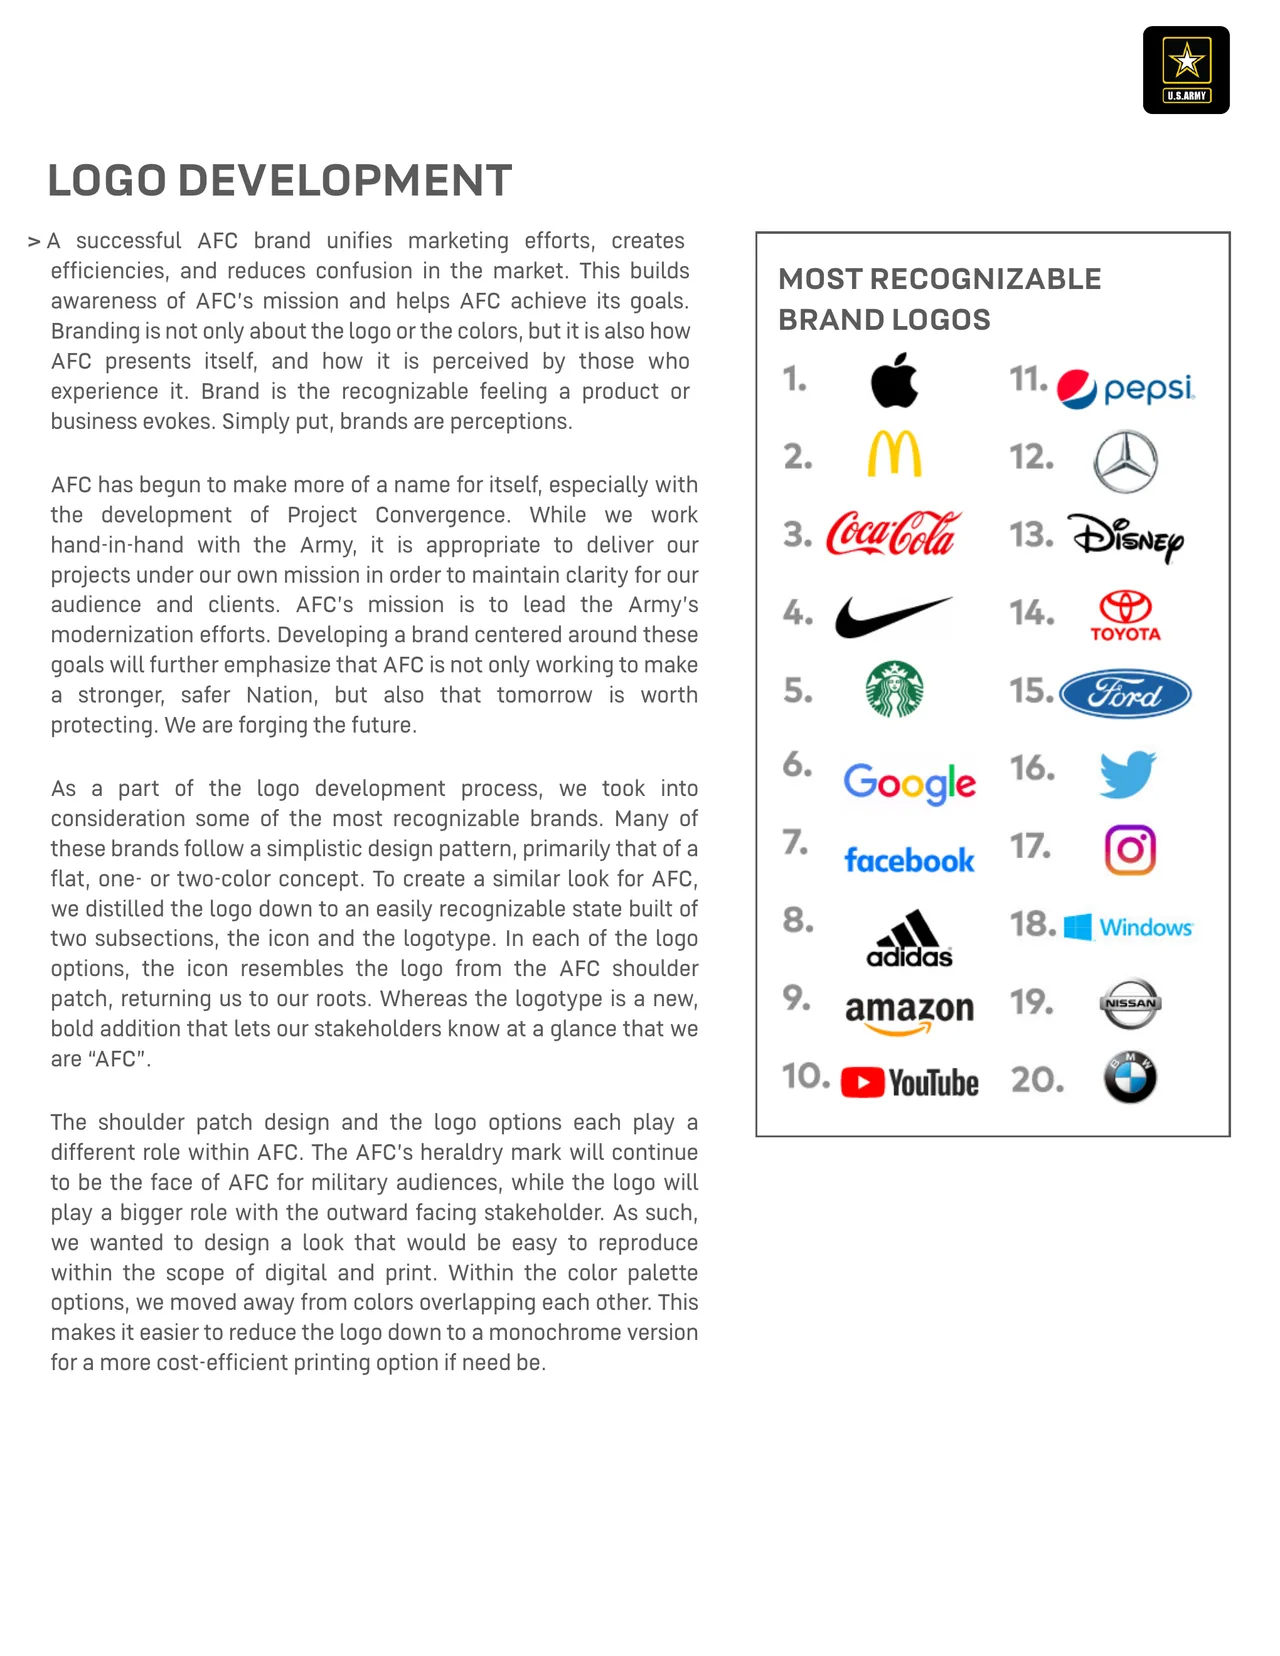 U.S.ARMY
LOGO DEVELOPMENT
> A successful AFC brand unifies marketing efforts, creates
efficiencies, and reduces confusion in the market. This builds
awareness of AFC’s mission and helps AFC achieve its goals.
Branding is not only about the logo or the colors, but it is also how
AFC presents itself, and how it is perceived by those who
experience it. Brand is the recognizable feeling a product or
business evokes. Simply put, brands are perceptions.
AFC has begun to make more of a name for itself, especially with
the development of Project Convergence. While we work
hand-in-hand with the Army, it is appropriate to deliver our
projects under our own mission in order to maintain clarity for our
audience and clients. AFC’s mission is to lead the Army’s
modernization efforts. Developing a brand centered around these
goals will further emphasize that AFC is not only working to make
a stronger, safer Nation, but also that tomorrow is worth
protecting. We are forging the future.
As a part of the logo development process, we took into
consideration some of the most recognizable brands. Many of
these brands follow a simplistic design pattern, primarily that of a
flat, one- or two-color concept. To create a similar look for AFC,
we distilled the logo down to an easily recognizable state built of
two subsections, the icon and the logotype. In each of the logo
options, the icon resembles the logo from the AFC shoulder
patch, returning us to our roots. Whereas the logotype is a new,
bold addition that lets our stakeholders know at a glance that we
are “AFC”.
The shoulder patch design and the logo options each play a
different role within AFC. The AFC’s heraldry mark will continue
to be the face of AFC for military audiences, while the logo will
play a bigger role with the outward facing stakeholder. As such,
we wanted to design a look that would be easy to reproduce
within the scope of digital and print. Within the color palette
options, we moved away from colors overlapping each other. This
makes it easier to reduce the logo down to a monochrome version
for a more cost-efficient printing option if need be.
MOST RECOGNIZABLE
BRAND LOGOS
1.
2.
3. Coca-Cola
4.
5.
6. Google
7. facebook
8. adidas
9. amazon
10. YouTube
11. pepsi
12.
13. Disney
14. TOYOTA
15. Ford
16.
17.
18. Windows
19. NISSAN
20. BMW